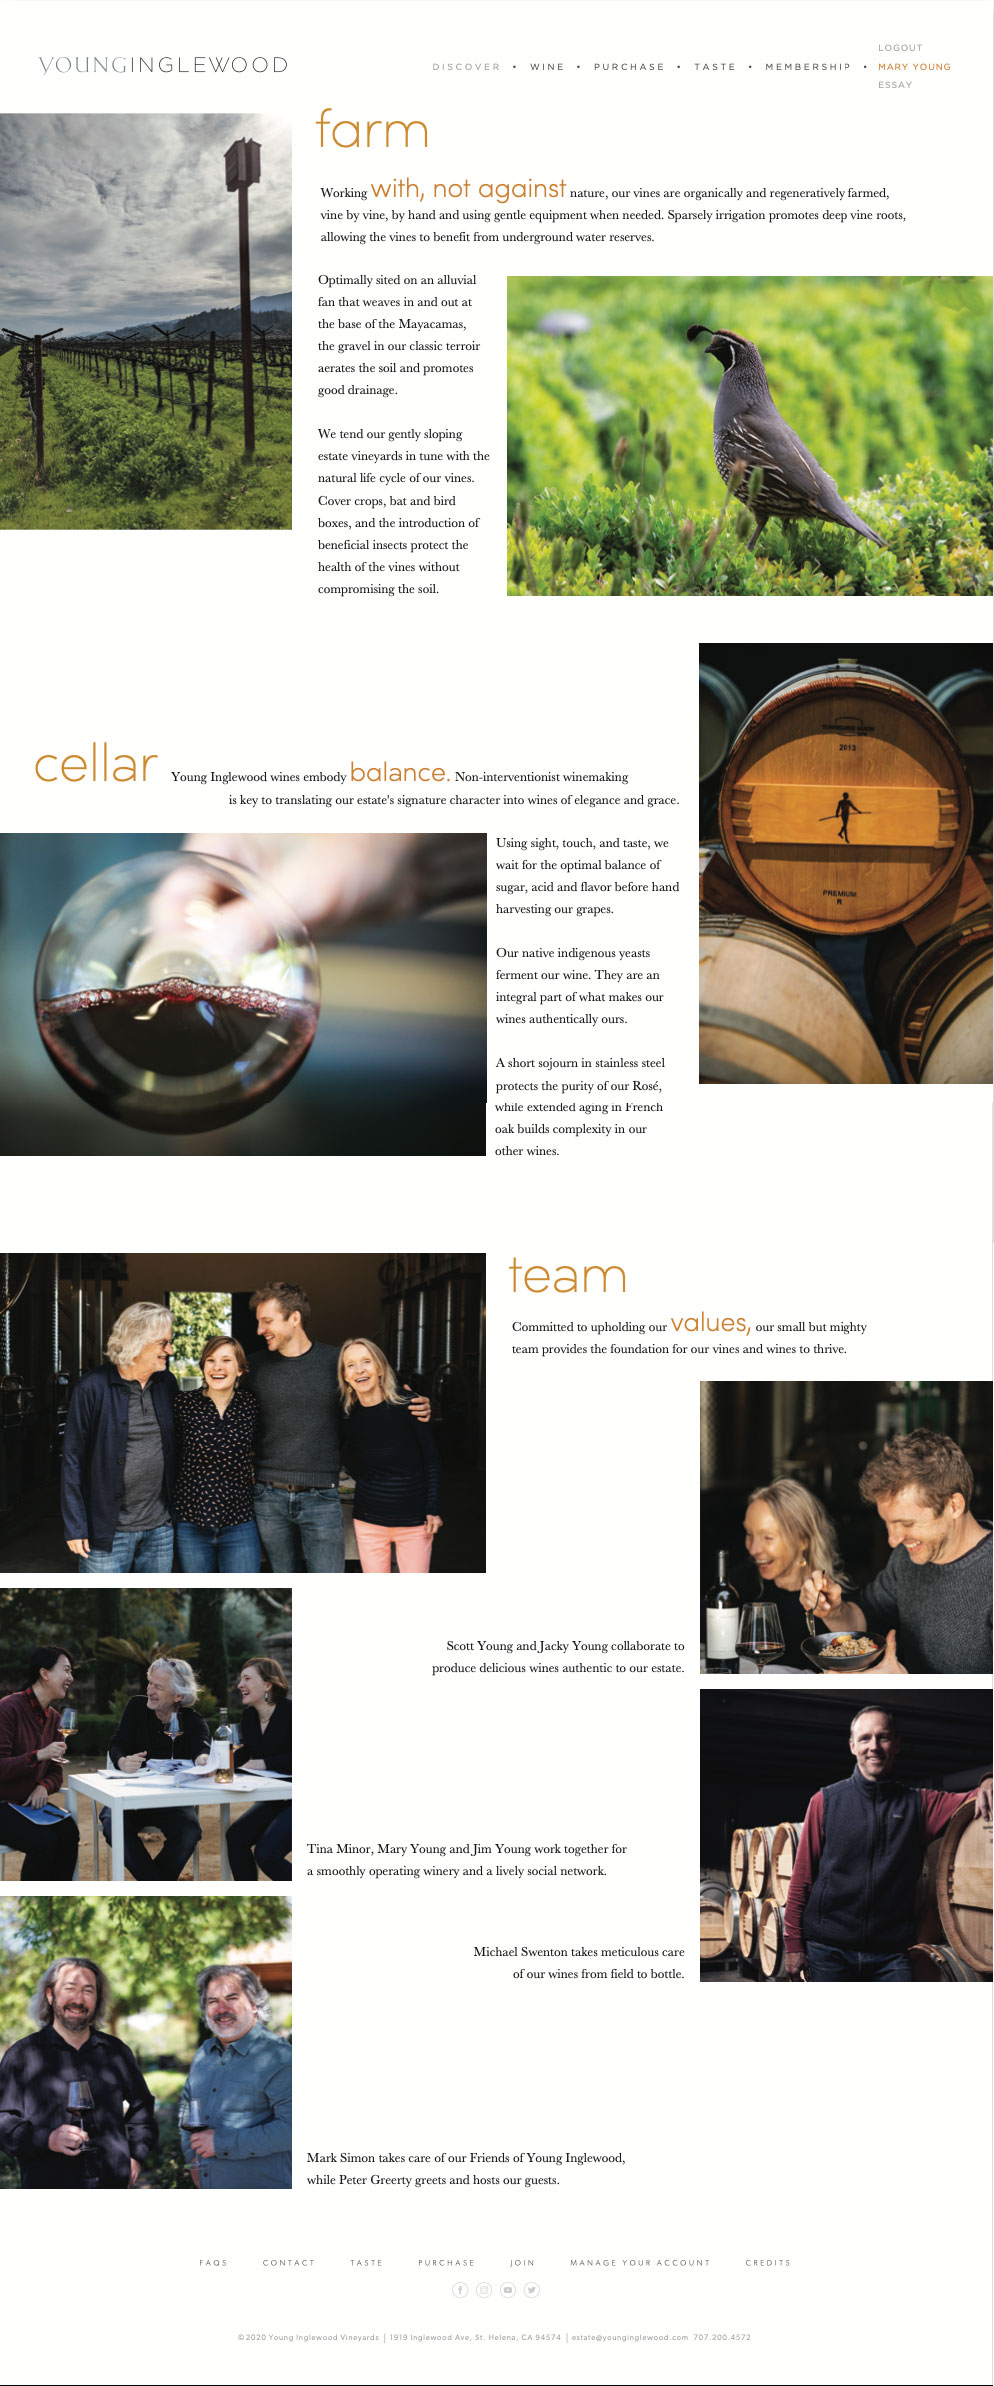 YOUNGINGLEWOOD
DISCOVER • WINE • PURCHASE • TASTE • MEMBERSHIP •
LOGOUT
MARY YOUNG
ESSAY
farm
Working with, not against nature, our vines are organically and regeneratively farmed,
vine by vine, by hand and using gentle equipment when needed. Sparsely irrigation promotes deep vine roots,
allowing the vines to benefit from underground water reserves.
Optimally sited on an alluvial
fan that weaves in and out at
the base of the Mayacamas,
the gravel in our classic terroir
aerates the soil and promotes
good drainage.
We tend our gently sloping
estate vineyards in tune with the
natural life cycle of our vines.
Cover crops, bat and bird
boxes, and the introduction of
beneficial insects protect the
health of the vines without
compromising the soil.
2013
PREMIUM
R
cellar
Young Inglewood wines embody balance. Non-interventionist winemaking
is key to translating our estate's signature character into wines of elegance and grace.
Using sight, touch, and taste, we
wait for the optimal balance of
sugar, acid and flavor before hand
harvesting our grapes.
Our native indigenous yeasts
ferment our wine. They are an
integral part of what makes our
wines authentically ours.
A short sojourn in stainless steel
protects the purity of our Rosé,
while extended aging in French
oak builds complexity in our
other wines.
team
Committed to upholding our values, our small but mighty
team provides the foundation for our vines and wines to thrive.
Scott Young and Jacky Young collaborate to
produce delicious wines authentic to our estate.
Tina Minor, Mary Young and Jim Young work together for
a smoothly operating winery and a lively social network.
Michael Swenton takes meticulous care
of our wines from field to bottle.
Mark Simon takes care of our Friends of Young Inglewood,
while Peter Greerty greets and hosts our guests.
FAQS CONTACT TASTE PURCHASE JOIN MANAGE YOUR ACCOUNT CREDITS
©2020 Young Inglewood Vineyards | 1919 Inglewood Ave, St. Helena, CA 94574 | estate@younginglewood.com 707.200.4572